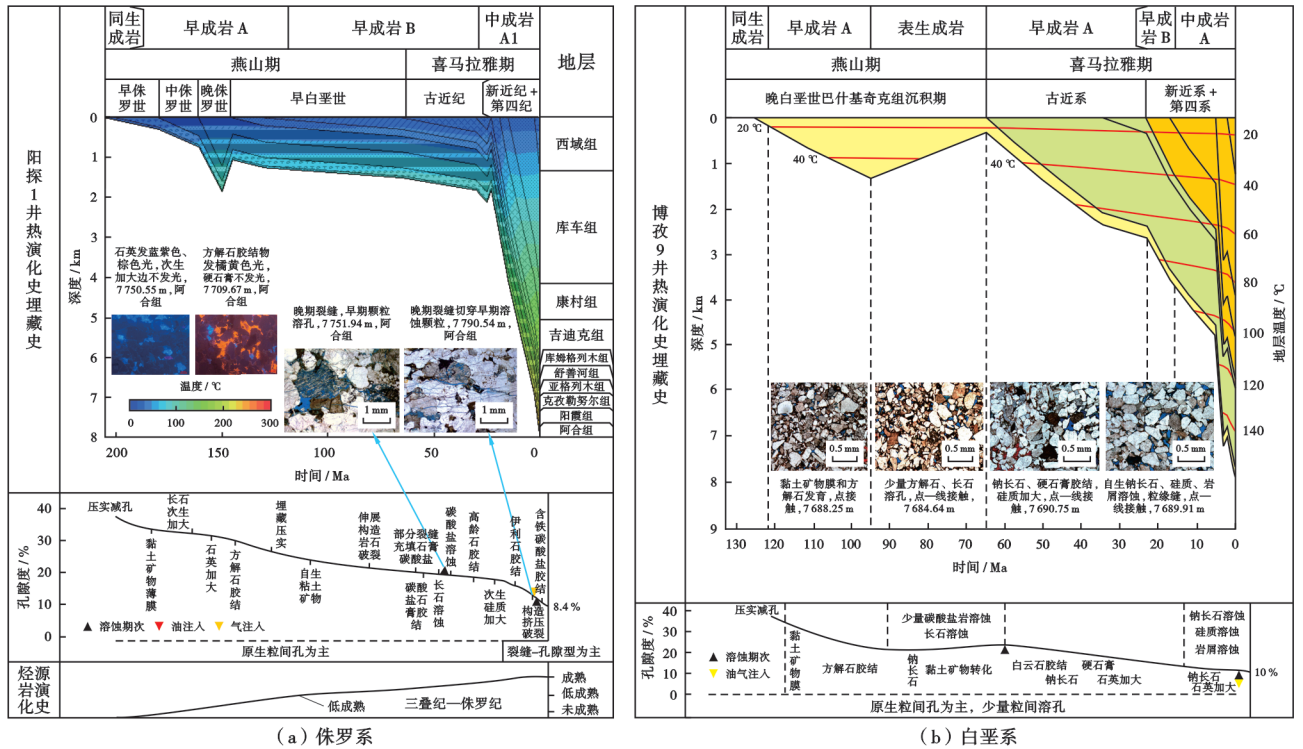 同生
成岩
早成岩 A
早成岩 B
中成岩
A1
地层
燕山期
喜马拉雅期
早侏
罗世
中侏
罗世
晚侏
罗世
早白垩世
古近纪
新近纪+
第四纪
阳探1井热演化史埋藏史
深度 / km
0
1
2
3
4
5
6
7
8
西域组
库车组
康村组
吉迪克组
库姆格列木组
舒善河组
亚格列木组
克孜勒努尔组
阳霞组
阿合组
石英发蓝紫色、
棕色光，次生
加大边不发光，
7 750.55 m，阿
合组
方解石胶结物
发橘黄色光，
硬石膏不发光，
7 709.67 m，阿
合组
晚期裂缝，早期颗粒
溶孔，7 751.94 m，阿
合组
晚期裂缝切穿早期溶
蚀颗粒，7 790.54 m，
阿合组
温度 / ℃
0 100 200 300
1 mm
1 mm
200 150 100 50 0
时间 / Ma
孔隙度 / %
40
30
20
10
0
压实减孔
黏土矿物薄膜
长石次生加大
石英加大
方解石胶结
埋藏压实
自生粘土矿物
伸展构造岩石破裂
部分裂缝充填石膏碳酸盐
碳酸盐溶蚀
碳酸盐石膏胶结
长石溶蚀
高龄石胶结
次生硅质加大
伊利石胶结
含铁碳酸盐胶结
构造挤压破裂
8.4%
▲ 溶蚀期次
▼ 油注入
▼ 气注入
原生粒间孔为主
裂缝–孔隙型为主
烃源岩演化史
低成熟
三叠纪—侏罗纪
成熟
低成熟
未成熟
(a) 侏罗系
同生
成岩
早成岩 A
表生成岩
早成岩 A
早成
岩 B
中成岩
A
燕山期
喜马拉雅期
晚白垩世巴什基奇克组沉积期
古近系
新近系+
第四系
博孜9井热演化史埋藏史
深度 / km
0
1
2
3
4
5
6
7
8
9
20 ℃
40 ℃
40 ℃
20
40
60
80
100
120
140
地层温度 / ℃
0.5 mm
0.5 mm
0.5 mm
0.5 mm
黏土矿物膜和方
解石发育，点接
触，7 688.25 m
少量方解石、长石
溶孔，点—线接触，
7 684.64 m
钠长石、硬石膏胶结，
硅质加大，点—线接
触，7 690.75 m
自生钠长石、硅质、岩
屑溶蚀，粒缘缝，点—
线接触，7 689.91 m
130 120 110 100 90 80 70 60 50 40 30 20 10 0
时间 / Ma
孔隙度 / %
40
30
20
10
0
压实减孔
黏土矿物膜
▲ 溶蚀期次
▼ 油气注入
方解石胶结
少量碳酸盐岩溶蚀
长石溶蚀
钠长石
黏土矿物转化
白云石胶结
钠长石
硬石膏
石英加大
钠长石溶蚀
硅质溶蚀
岩屑溶蚀
钠长石
石英加大
10%
原生粒间孔为主，少量粒间溶孔
(b) 白垩系